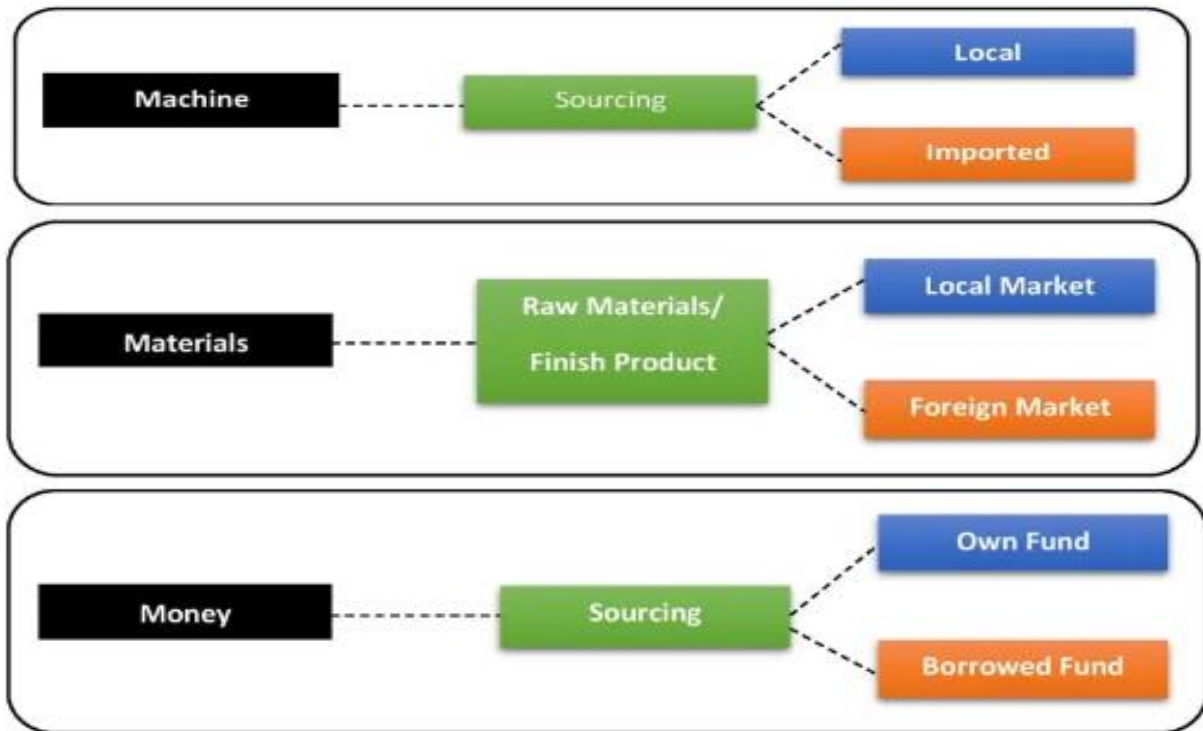 Machine
Sourcing
Local
Imported
Materials
Raw Materials/
Finish Product
Local Market
Foreign Market
Money
Sourcing
Own Fund
Borrowed Fund